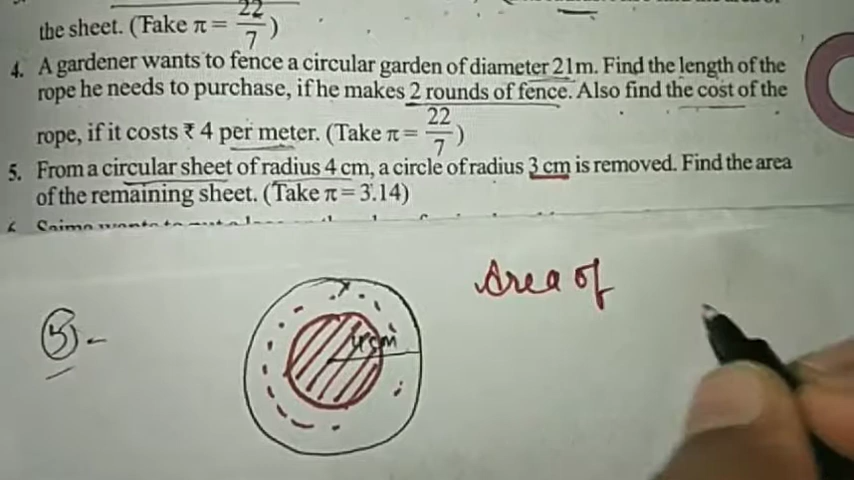 the sheet. (Take π = 22/7)
4. A gardener wants to fence a circular garden of diameter 21m. Find the length of the
rope he needs to purchase, if he makes 2 rounds of fence. Also find the cost of the
rope, if it costs ₹ 4 per meter. (Take π = 22/7)
5. From a circular sheet of radius 4 cm, a circle of radius 3 cm is removed. Find the area
of the remaining sheet. (Take π = 3.14)
Area of
5 -